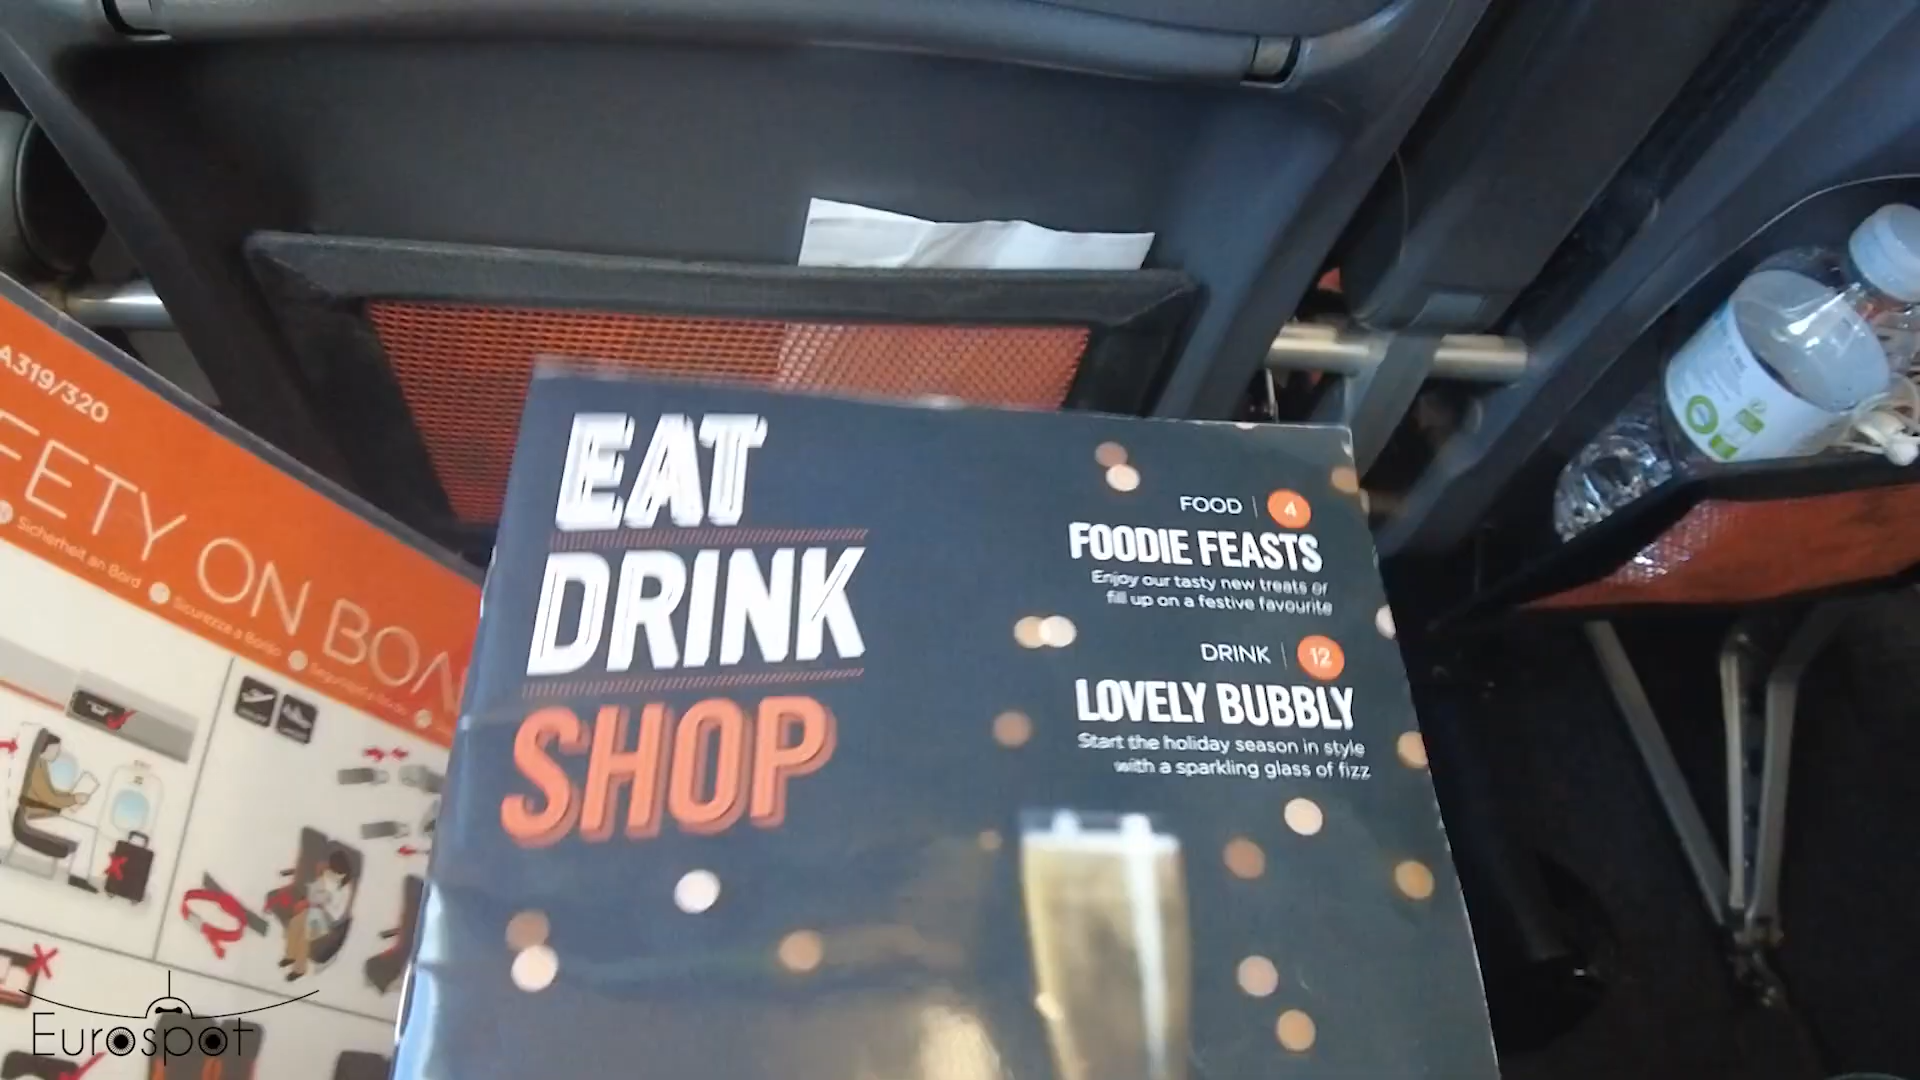 A319/320
FETY ON BOA
Sicherheit an Bord
Sicurezza a Bordo
EAT
DRINK
SHOP
FOOD | 4
FOODIE FEASTS
Enjoy our tasty new treats or
fill up on a festive favourite
DRINK | 12
LOVELY BUBBLY
Start the holiday season in style
with a sparkling glass of fizz
Eurospot